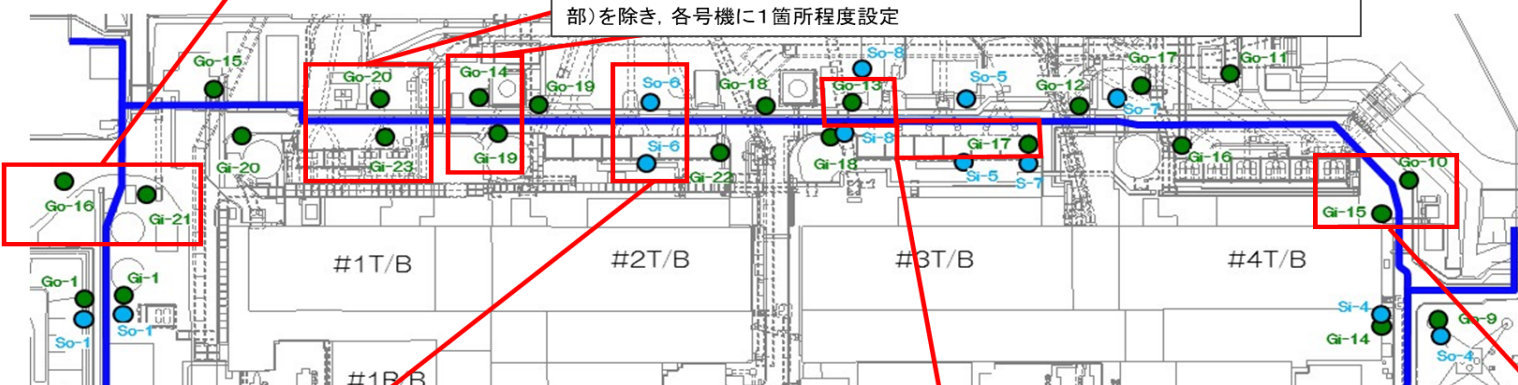 部)を除き，各号機に１箇所程度設定
So-8
Go-15
Go-20
Go-14
Go-19
So-6
Go-18
Go-13
So-5
Go-12
Go-17
So-7
Go-11
Gi-20
Gi-23
Gi-19
Si-6
Gi-22
Gi-18
Si-8
Gi-17
Si-5
S-7
Gi-16
Go-10
Go-16
Gi-21
Gi-15
#1T/B
#2T/B
#3T/B
#4T/B
Go-1
Gi-1
So-1
So-1
Si-4
Gi-14
Go-9
So-4
#1R/B